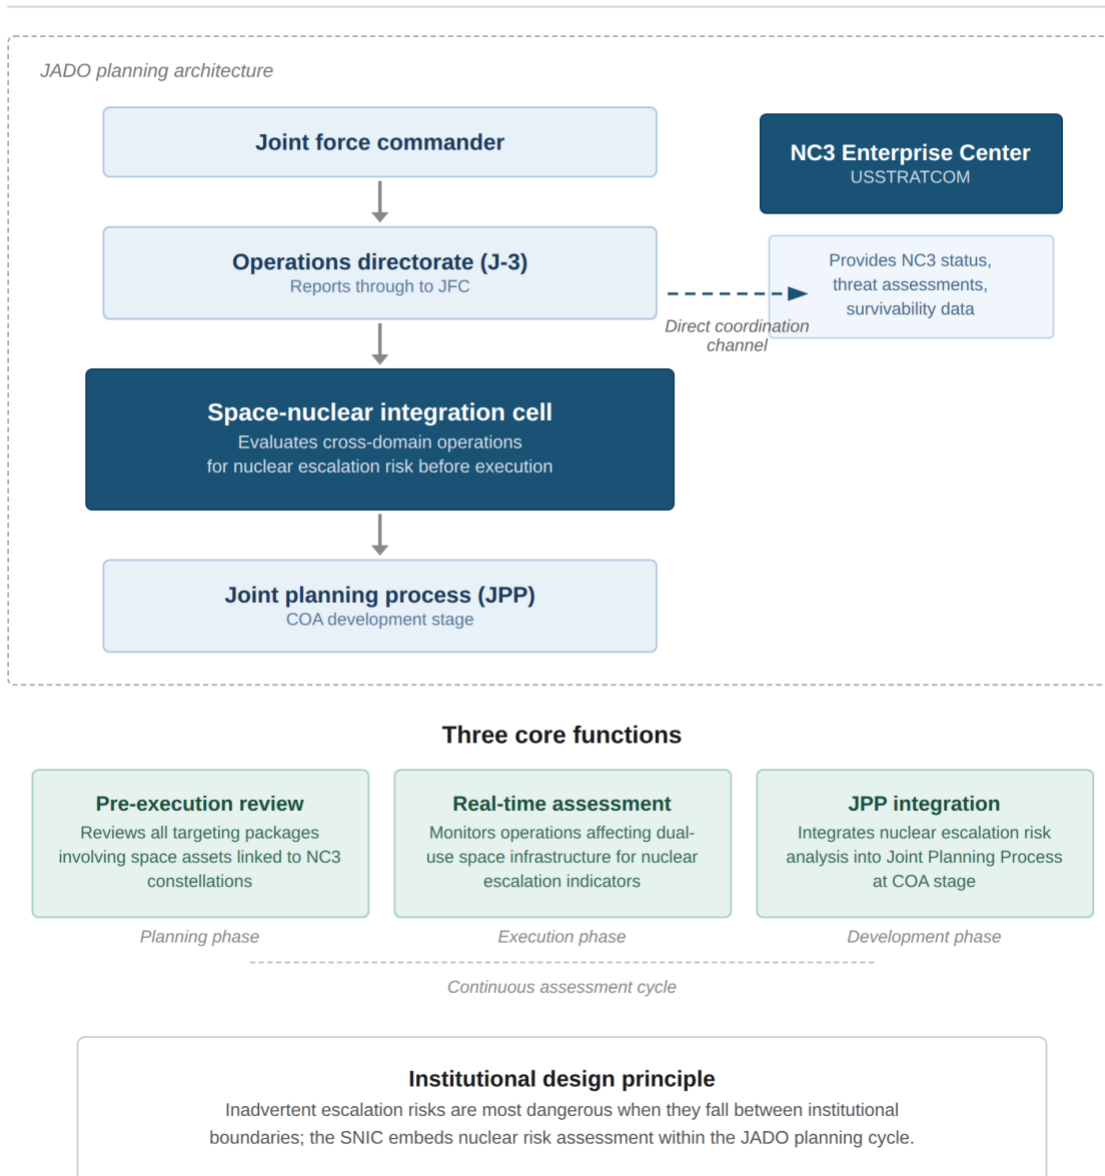 JADO planning architecture
Joint force commander
NC3 Enterprise Center
USSTRATCOM
Operations directorate (J-3)
Reports through to JFC
Provides NC3 status,
threat assessments,
survivability data
Direct coordination
channel
Space-nuclear integration cell
Evaluates cross-domain operations
for nuclear escalation risk before execution
Joint planning process (JPP)
COA development stage
Three core functions
Pre-execution review
Reviews all targeting packages
involving space assets linked to NC3
constellations
Planning phase
Real-time assessment
Monitors operations affecting dual-
use space infrastructure for nuclear
escalation indicators
Execution phase
JPP integration
Integrates nuclear escalation risk
analysis into Joint Planning Process
at COA stage
Development phase
Continuous assessment cycle
Institutional design principle
Inadvertent escalation risks are most dangerous when they fall between institutional
boundaries; the SNIC embeds nuclear risk assessment within the JADO planning cycle.